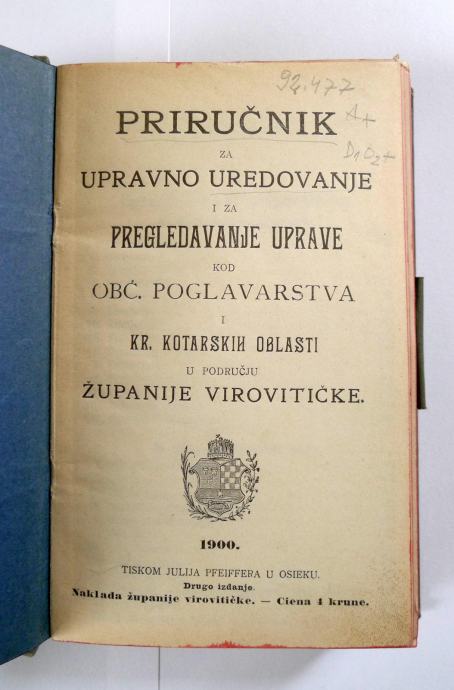 92.477
PRIRUČNIK
A+
ZA
D1O2+
UPRAVNO UREDOVANJE
I ZA
PREGLEDAVANJE UPRAVE
KOD
OBĆ. POGLAVARSTVA
I
KR. KOTARSKIH OBLASTI
U PODRUČJU
ŽUPANIJE VIROVITIČKE.
1900.
TISKOM JULIJA PFEIFFERA U OSIEKU.
Drugo izdanje.
Naklada županije virovitičke. — Ciena 4 krune.